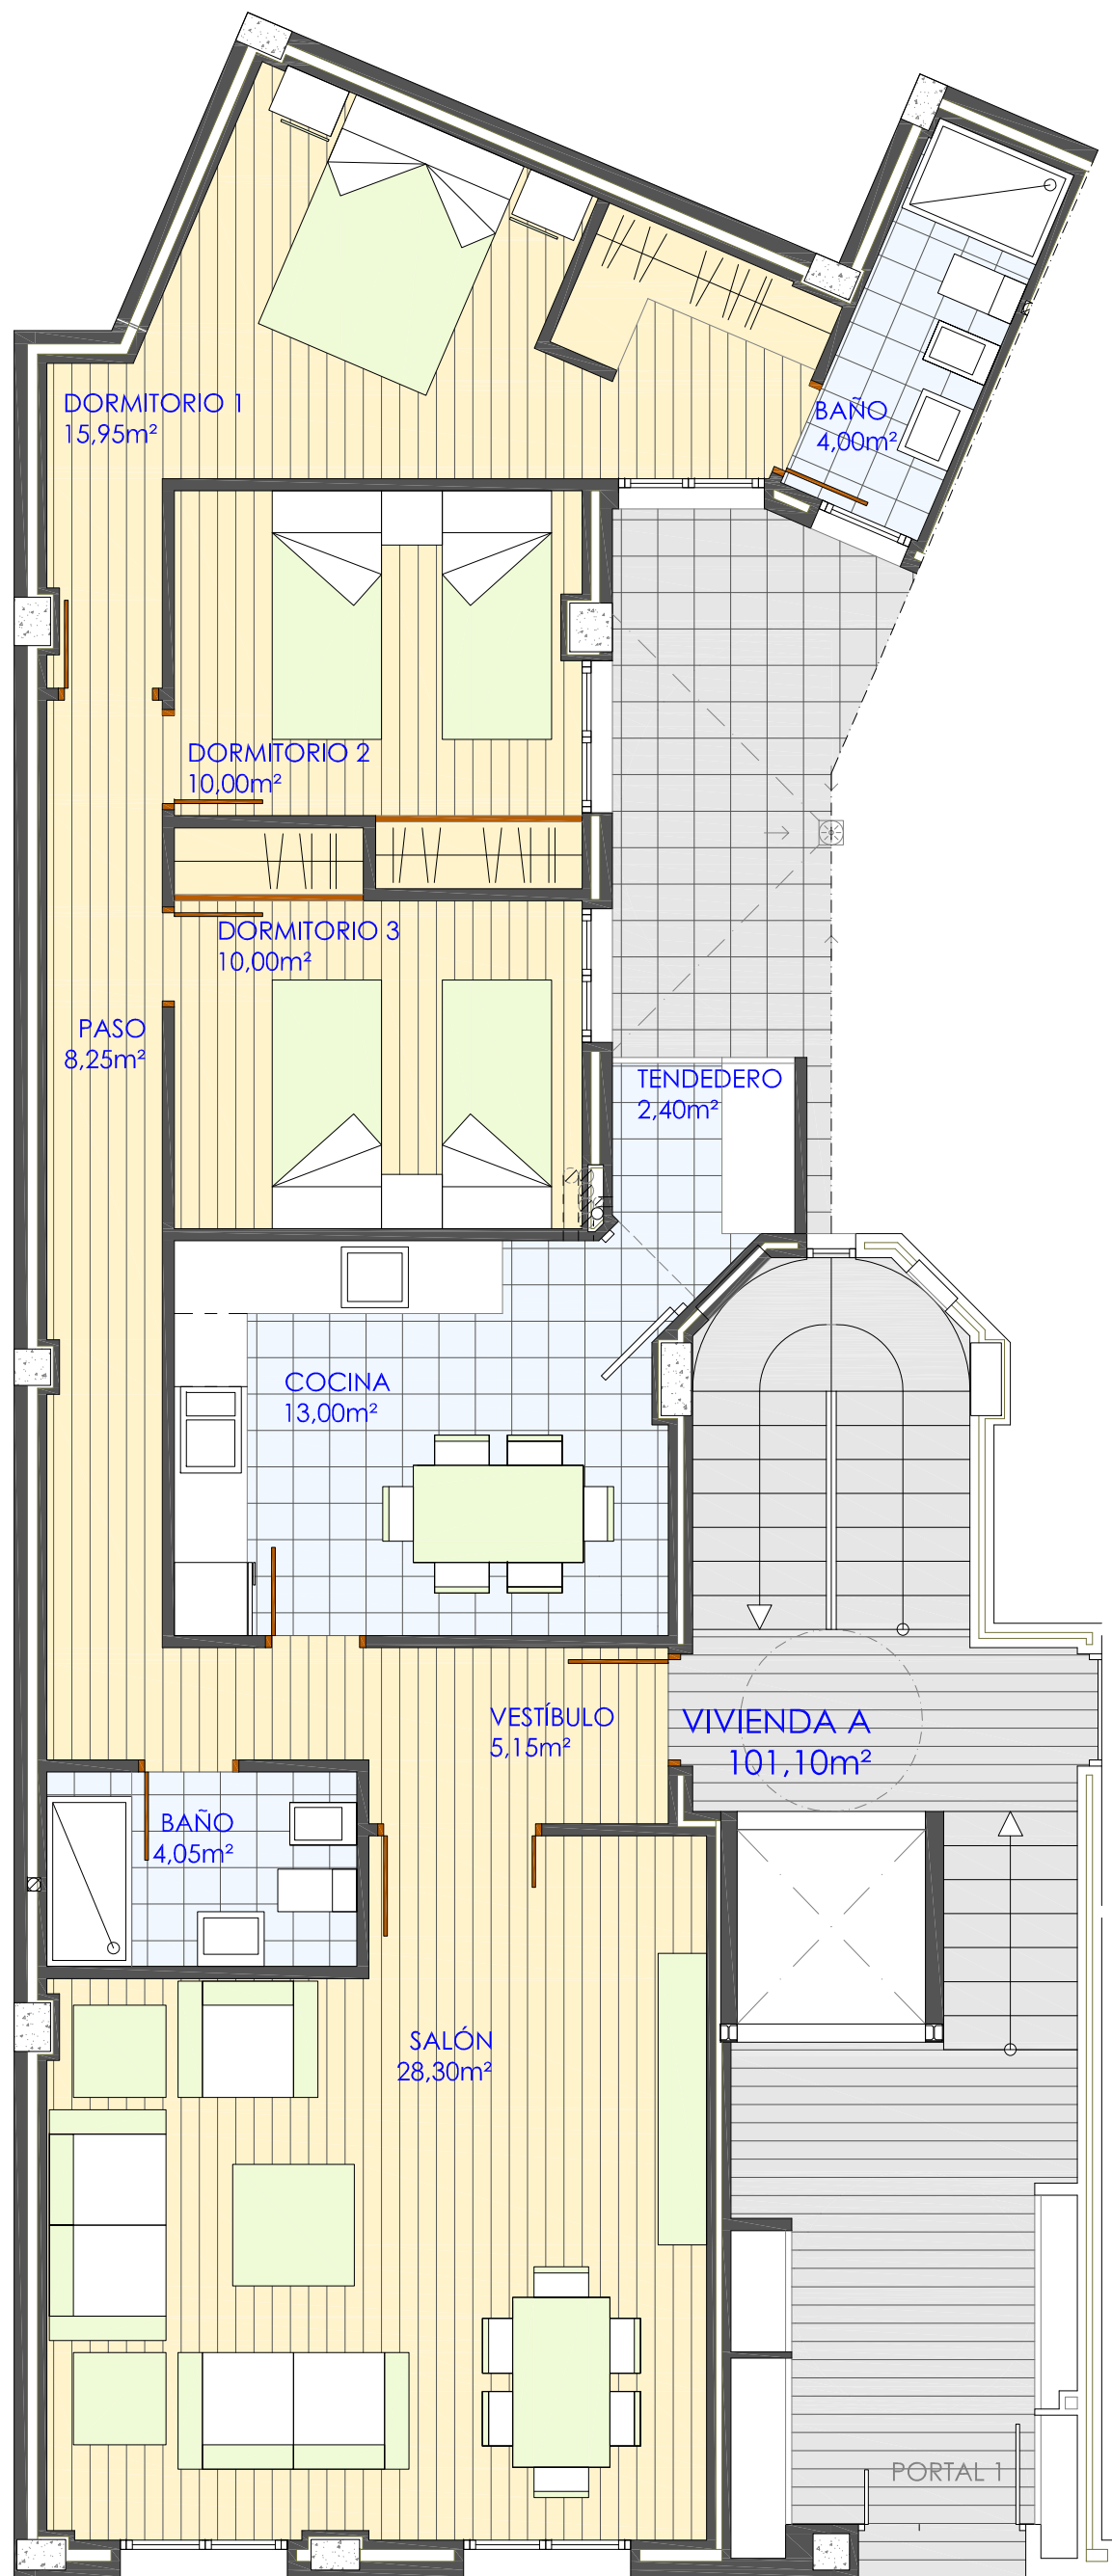 DORMITORIO 1
15,95m²
BAÑO
4,00m²
DORMITORIO 2
10,00m²
DORMITORIO 3
10,00m²
PASO
8,25m²
TENDEDERO
2,40m²
COCINA
13,00m²
VESTÍBULO
5,15m²
VIVIENDA A
101,10m²
BAÑO
4,05m²
SALÓN
28,30m²
PORTAL 1